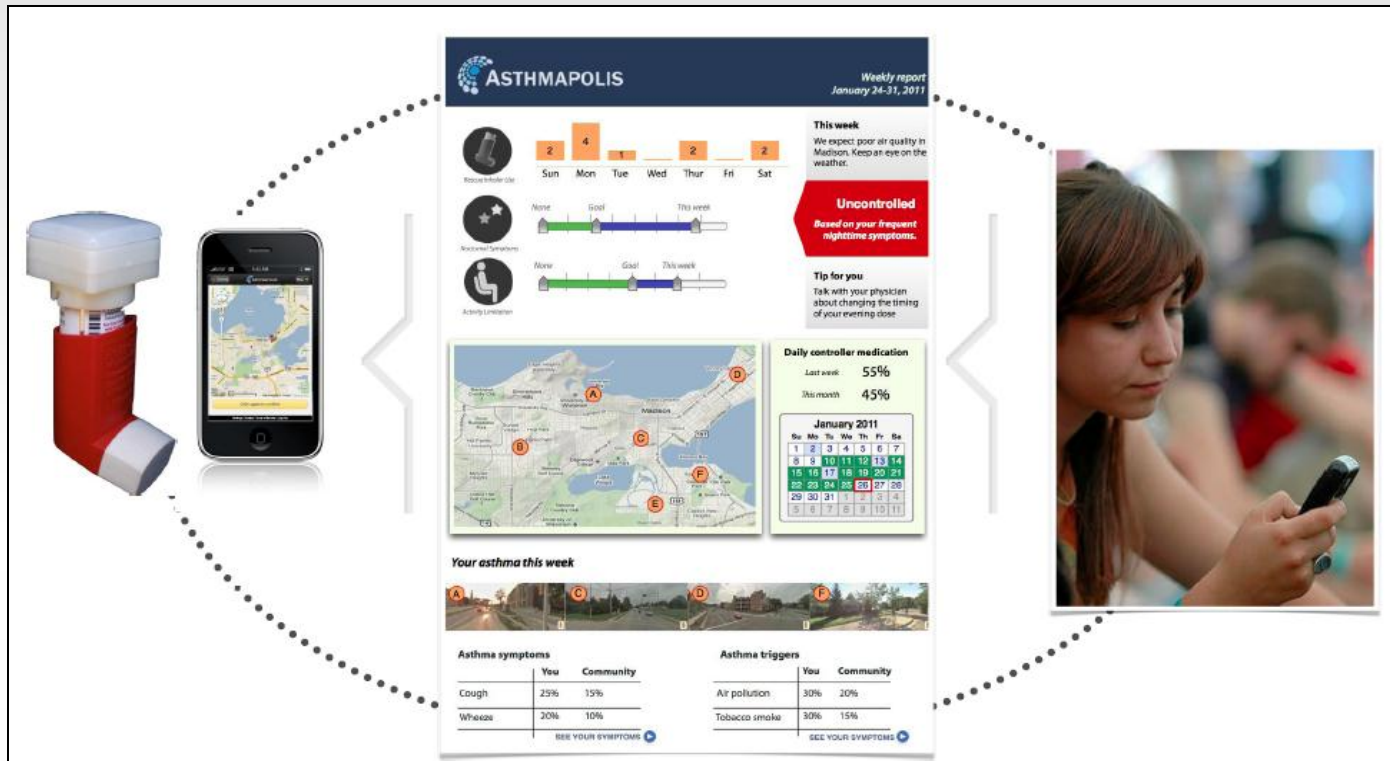 ASTHMAPOLIS
Weekly report
January 24-31, 2011
2 4 1 2 2
Sun Mon Tue Wed Thur Fri Sat
Rescue Inhaler Use
This week
We expect poor air quality in
Madison. Keep an eye on the
weather.
None Goal This week
Nocturnal Symptoms
Uncontrolled
Based on your frequent
nighttime symptoms.
None Goal This week
Activity Limitation
Tip for you
Talk with your physician
about changing the timing
of your evening dose
ASTHMAPOLIS
A
B
C
D
E
F
Madison
Daily controller medication
Last week 55%
This month 45%
January 2011
Su Mo Tu We Th Fr Sa
1 2 3 4 5 6 7
8 9 10 11 12 13 14
15 16 17 18 19 20 21
22 23 24 25 26 27 28
29 30 31 1 2 3 4
5 6 7 8 9 10 11
Your asthma this week
A C D F
Asthma symptoms
You Community
Cough 25% 15%
Wheeze 20% 10%
SEE YOUR SYMPTOMS
Asthma triggers
You Community
Air pollution 30% 20%
Tobacco smoke 30% 15%
SEE YOUR SYMPTOMS